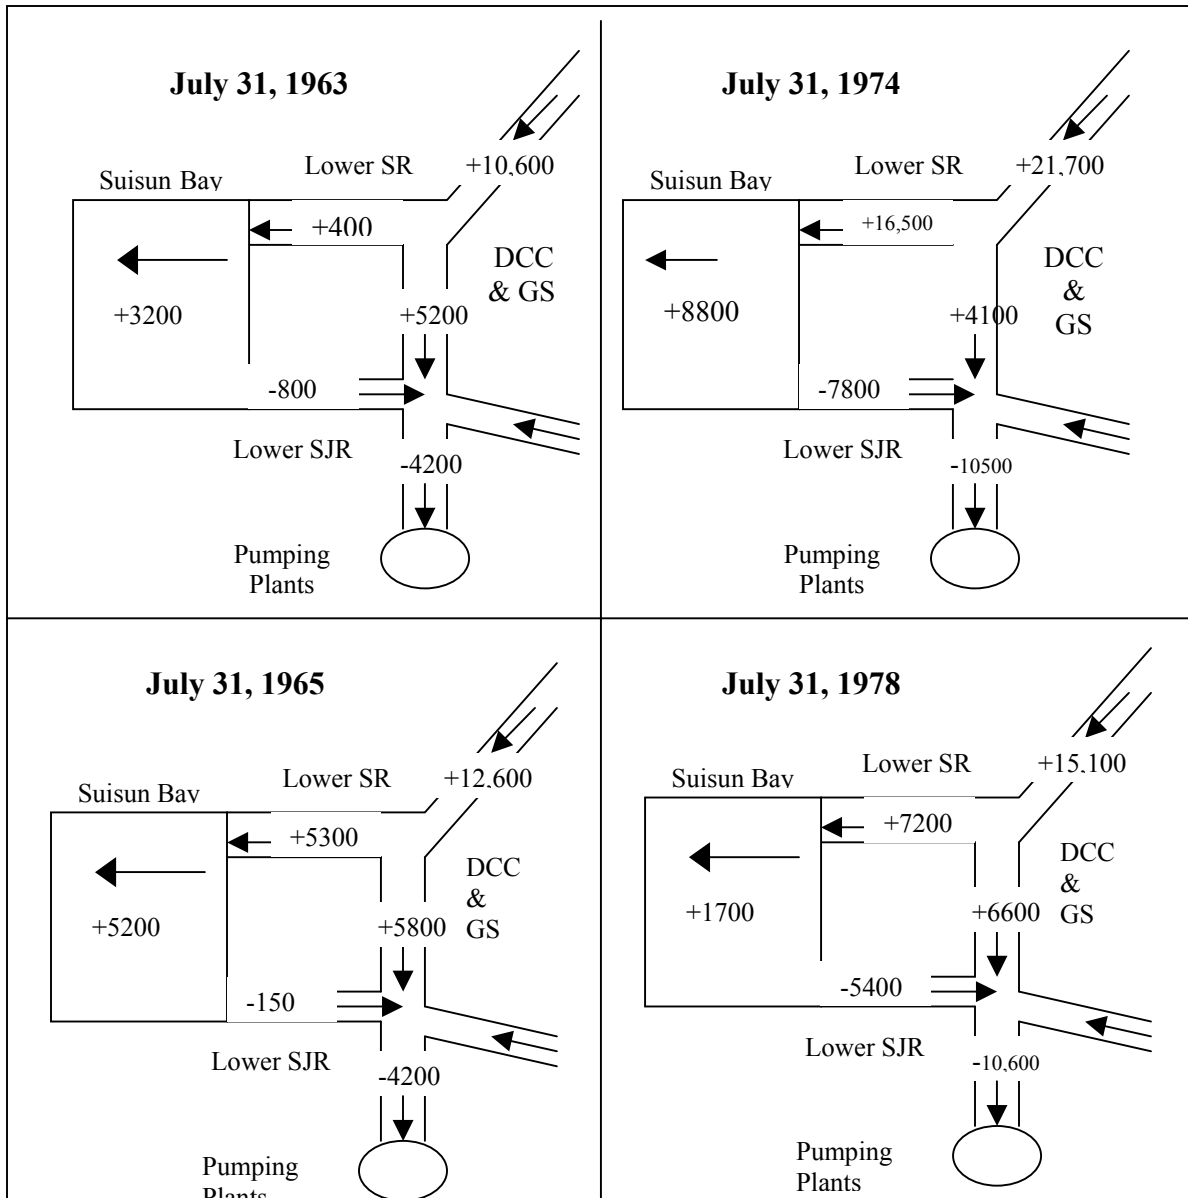 July 31, 1963
Lower SR
+10,600
Suisun Bay
+400
DCC
& GS
+3200
+5200
-800
Lower SJR
-4200
Pumping
Plants
July 31, 1974
Lower SR
+21,700
Suisun Bay
+16,500
DCC
&
GS
+8800
+4100
-7800
Lower SJR
-10500
Pumping
Plants
July 31, 1965
Lower SR
+12,600
Suisun Bay
+5300
DCC
&
GS
+5200
+5800
-150
Lower SJR
-4200
Pumping
Plants
July 31, 1978
Lower SR
+15,100
Suisun Bay
+7200
DCC
&
GS
+1700
+6600
-5400
Lower SJR
-10,600
Pumping
Plants